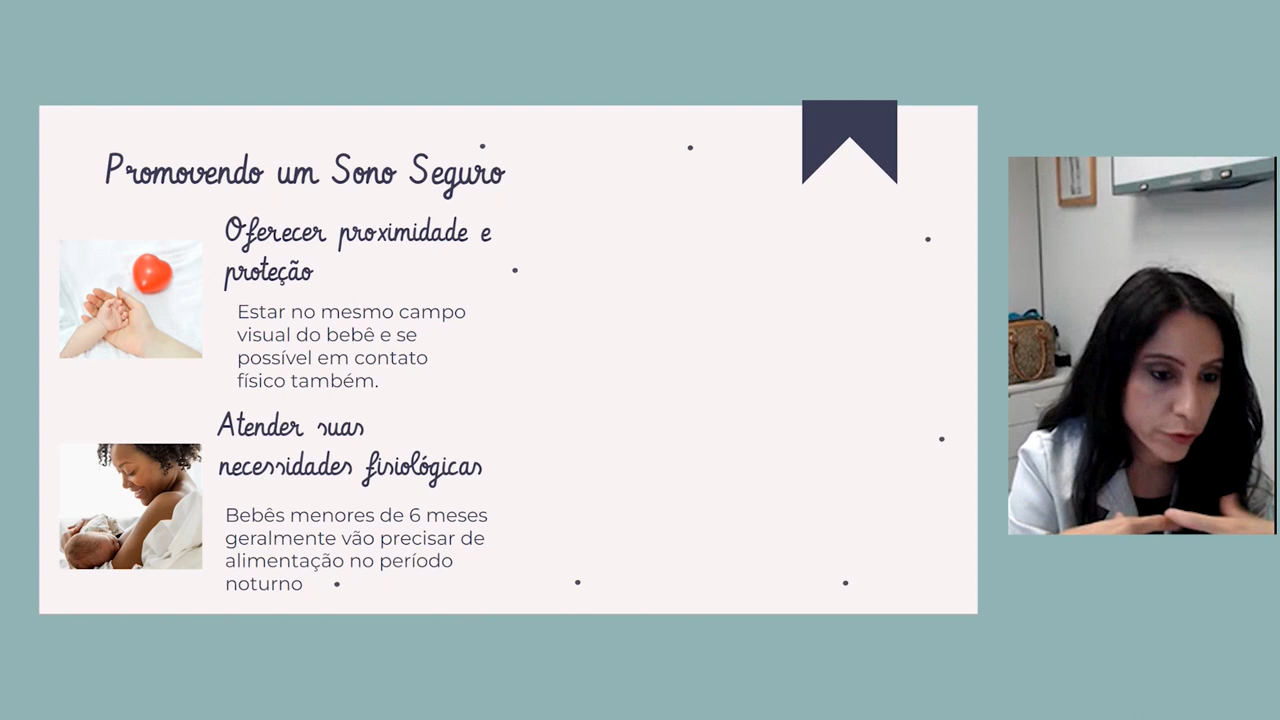 Promovendo um Sono Seguro
Oferecer proximidade e
proteção
Estar no mesmo campo
visual do bebê e se
possível em contato
físico também.
Atender suas
necessidades fisiológicas
Bebês menores de 6 meses
geralmente vão precisar de
alimentação no período
noturno